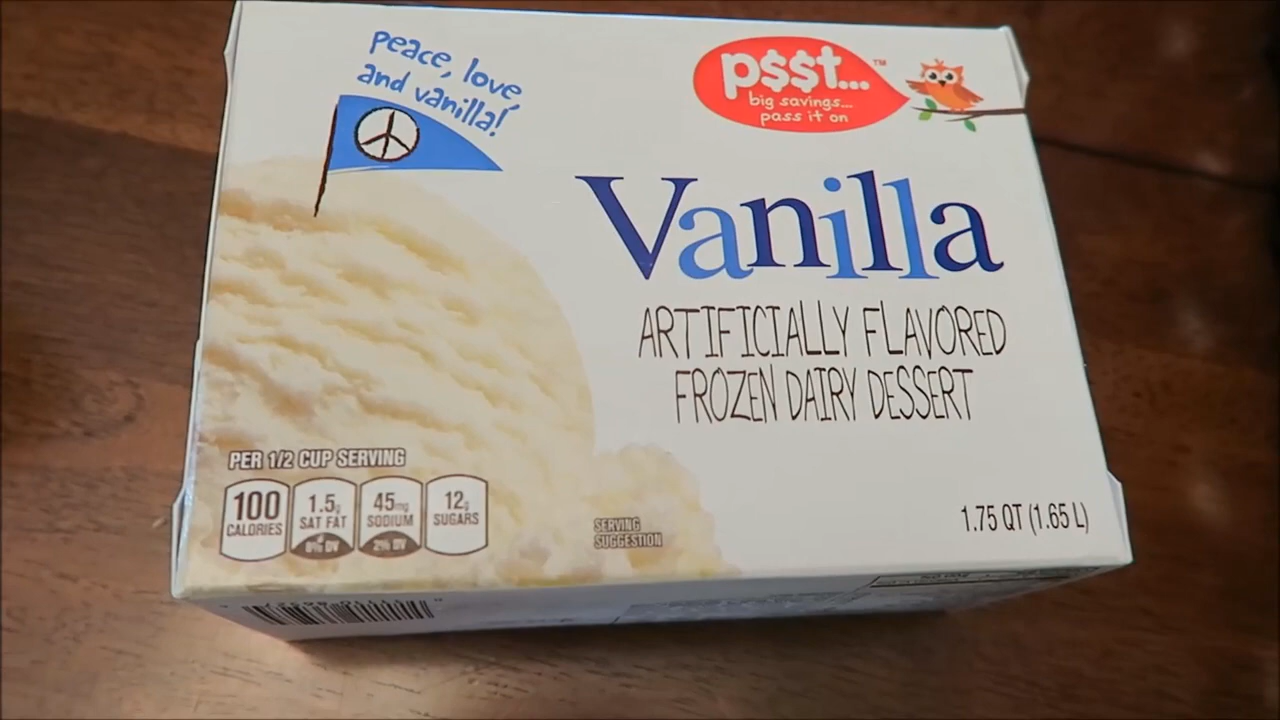 peace, love,
and vanilla!
p$$t...™
big savings...
pass it on
Vanilla
ARTIFICIALLY FLAVORED
FROZEN DAIRY DESSERT
PER 1/2 CUP SERVING
100
CALORIES
1.5g
SAT FAT
8% DV
45mg
SODIUM
2% DV
12g
SUGARS
SERVING
SUGGESTION
1.75 QT (1.65 L)